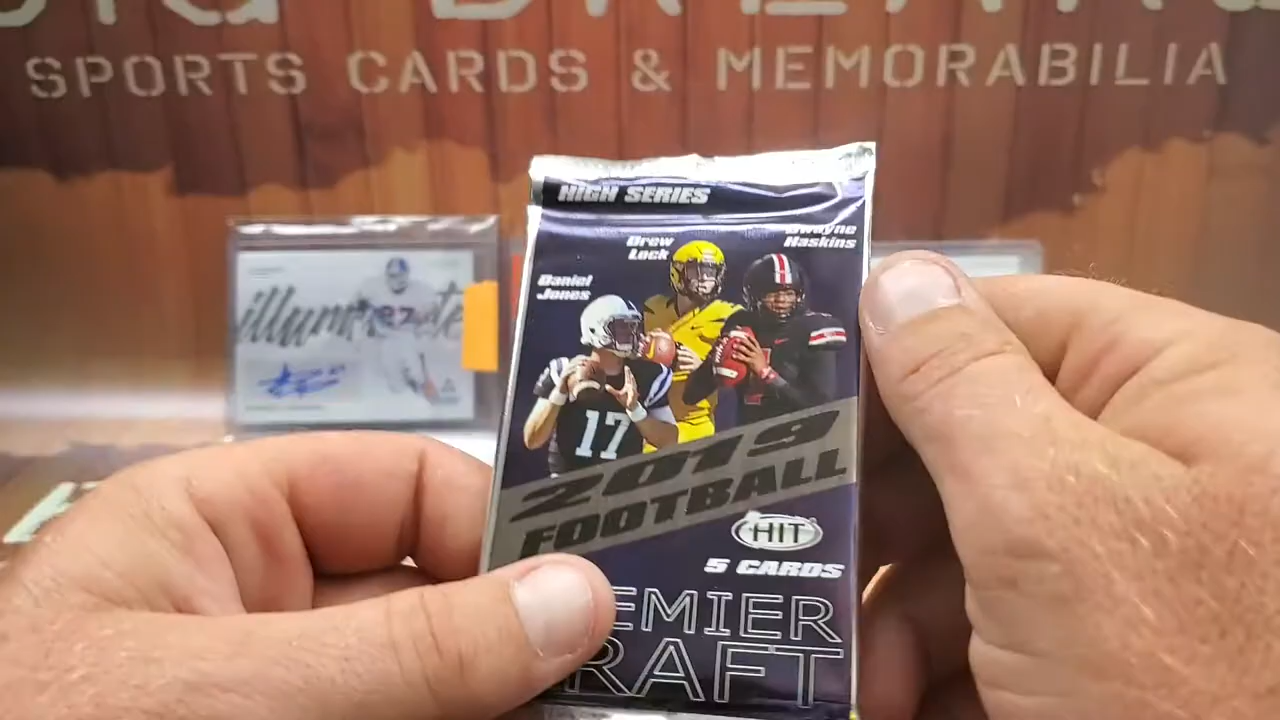 SPORTS CARDS & MEMORABILIA
HIGH SERIES
Drew
Lock
Dwayne
Haskins
Daniel
Jones
17
2019
FOOTBALL
HIT
5 CARDS
EMIER
RAFT